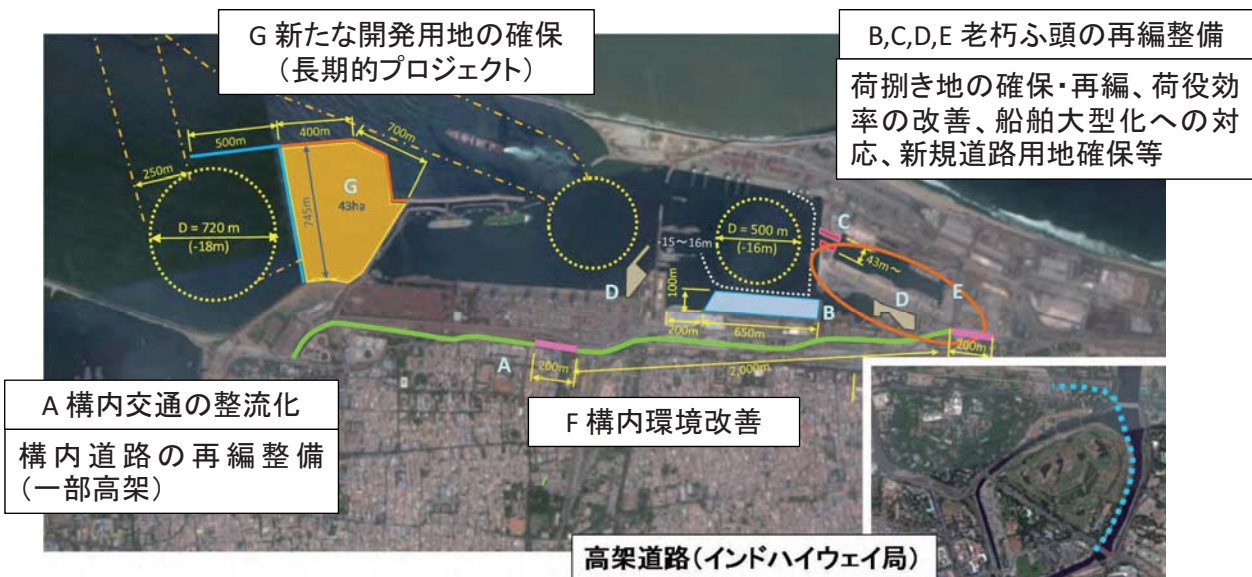 G 新たな開発用地の確保
（長期的プロジェクト）
B,C,D,E 老朽ふ頭の再編整備
荷捌き地の確保・再編、荷役効
率の改善、船舶大型化への対
応、新規道路用地確保等
500m
400m
700m
250m
G
43ha
745m
D = 720 m
(-18m)
D = 500 m
(-16m)
-15～16m
C
43m～
D
D
E
100m
B
200m
650m
A
200m
2,000m
200m
A 構内交通の整流化
構内道路の再編整備
（一部高架）
F 構内環境改善
高架道路（インドハイウェイ局）